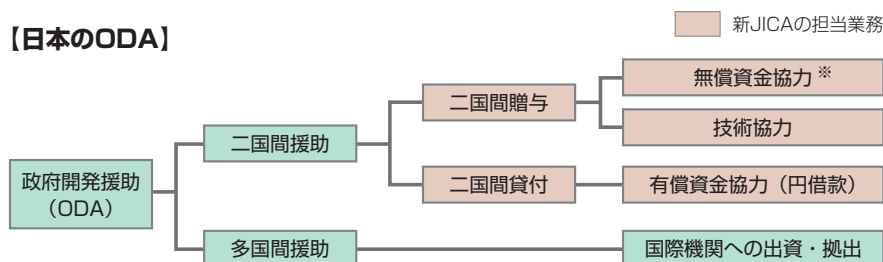 【日本のODA】
新JICAの担当業務
政府開発援助
（ODA）
二国間援助
多国間援助
二国間贈与
二国間貸付
無償資金協力※
技術協力
有償資金協力（円借款）
国際機関への出資・拠出